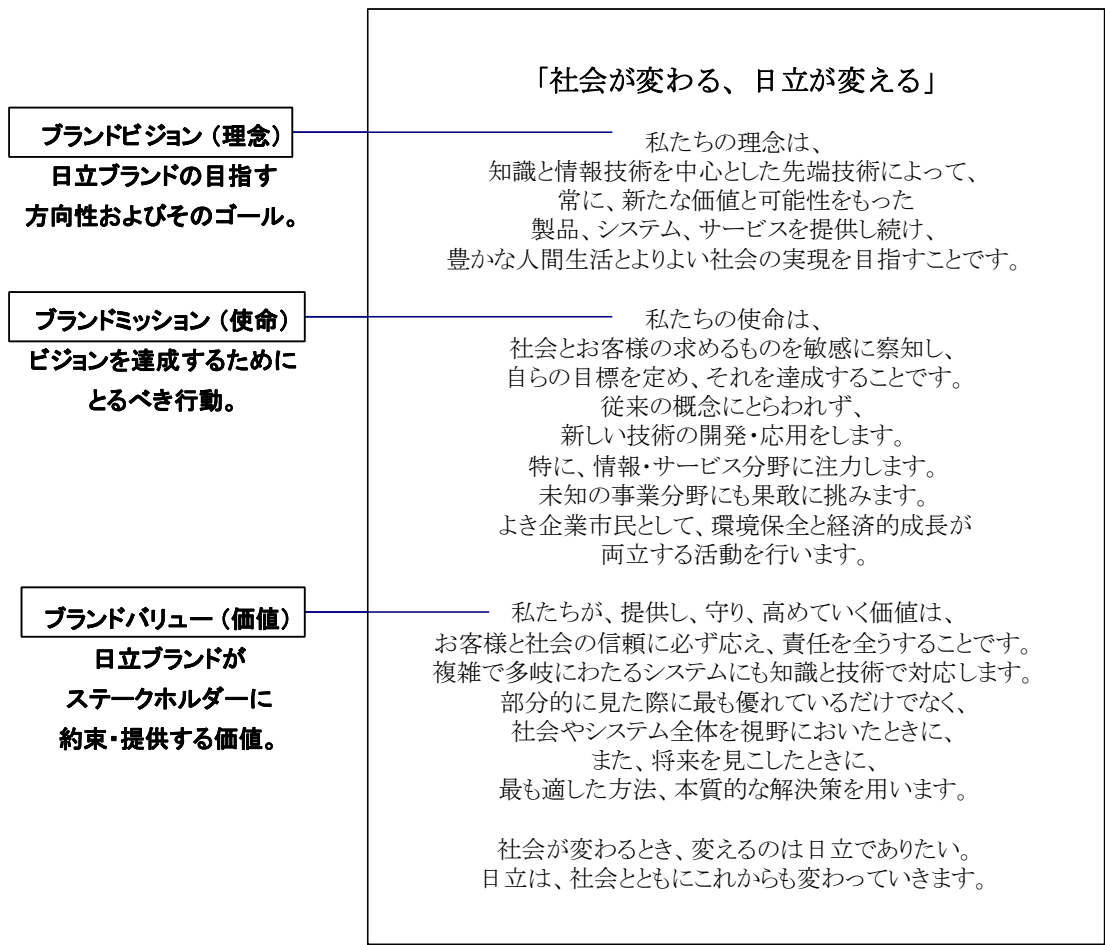 「社会が変わる、日立が変える」
ブランドビジョン（理念）
日立ブランドの目指す
方向性およびそのゴール。
私たちの理念は、
知識と情報技術を中心とした先端技術によって、
常に、新たな価値と可能性をもった
製品、システム、サービスを提供し続け、
豊かな人間生活とよりよい社会の実現を目指すことです。
ブランドミッション（使命）
ビジョンを達成するために
とるべき行動。
私たちの使命は、
社会とお客様の求めるものを敏感に察知し、
自らの目標を定め、それを達成することです。
従来の概念にとらわれず、
新しい技術の開発・応用をします。
特に、情報・サービス分野に注力します。
未知の事業分野にも果敢に挑みます。
よき企業市民として、環境保全と経済的成長が
両立する活動を行います。
ブランドバリュー（価値）
日立ブランドが
ステークホルダーに
約束・提供する価値。
私たちが、提供し、守り、高めていく価値は、
お客様と社会の信頼に必ず応え、責任を全うすることです。
複雑で多岐にわたるシステムにも知識と技術で対応します。
部分的に見た際に最も優れているだけでなく、
社会やシステム全体を視野においたときに、
また、将来を見こしたときに、
最も適した方法、本質的な解決策を用います。
社会が変わるとき、変えるのは日立でありたい。
日立は、社会とともにこれからも変わっていきます。